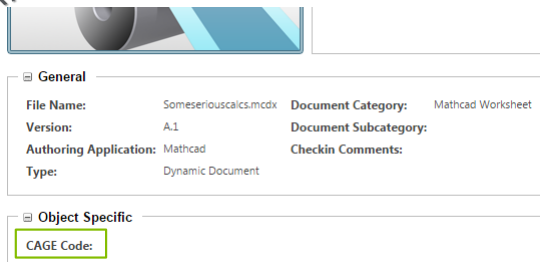 General
File Name: Someseriouscalcs.mcdx Document Category: Mathcad Worksheet
Version: A.1 Document Subcategory:
Authoring Application: Mathcad Checkin Comments:
Type: Dynamic Document
Object Specific
CAGE Code: